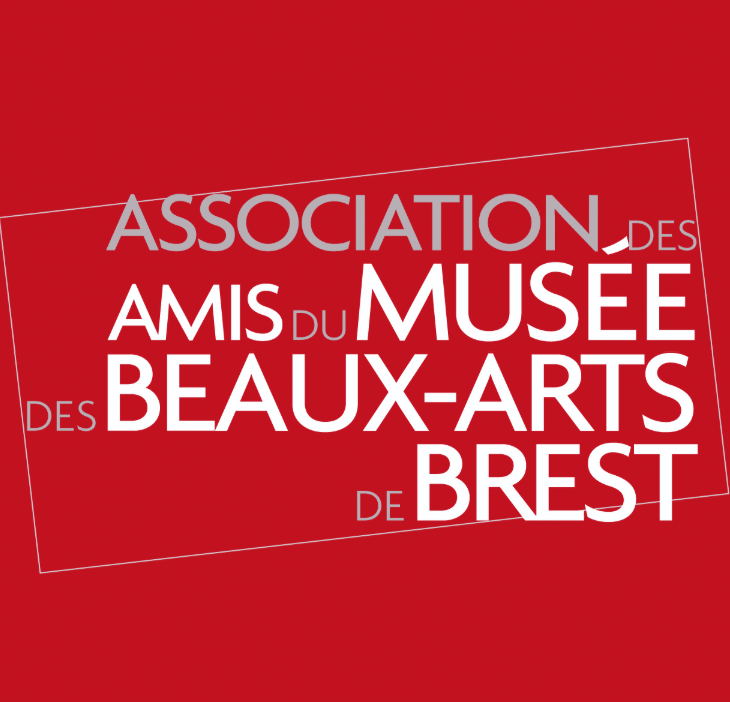 ASSOCIATION DES
AMIS DU MUSÉE
DES BEAUX-ARTS
DE BREST